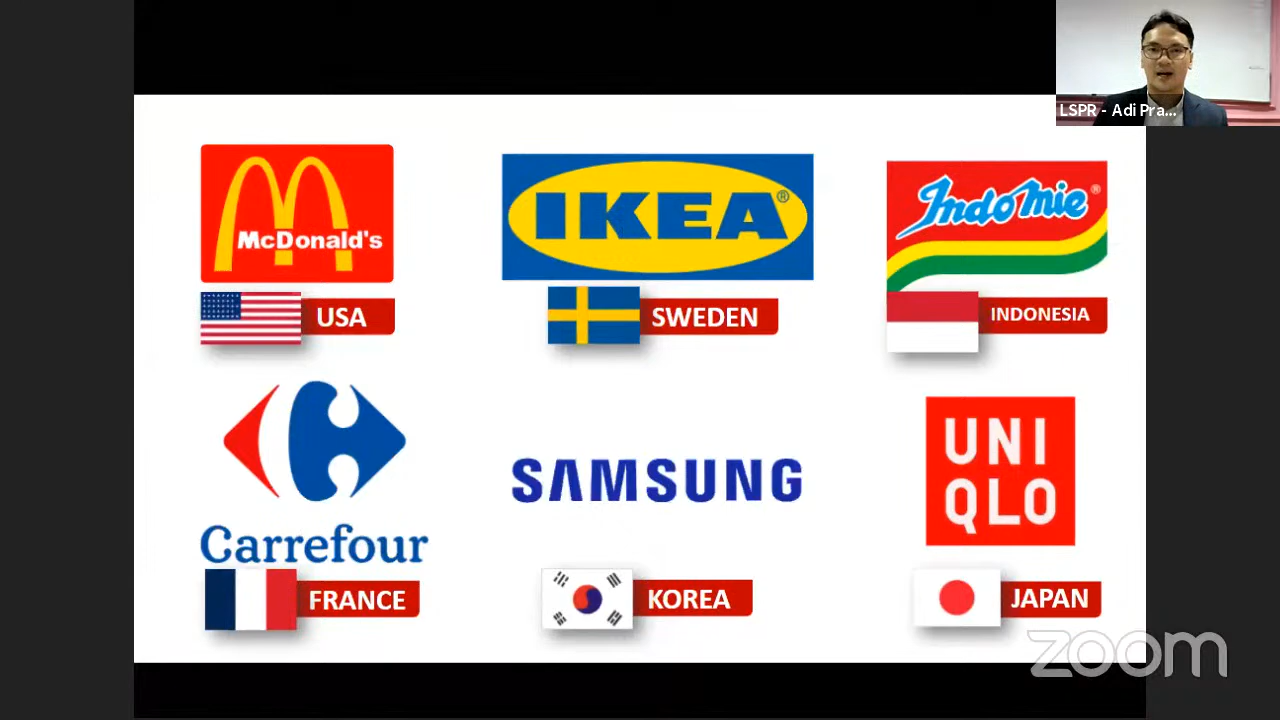 LSPR - Adi Pra...
McDonald's
IKEA®
Indomie®
USA
SWEDEN
INDONESIA
Carrefour
SAMSUNG
UNI
QLO
FRANCE
KOREA
JAPAN
zoom